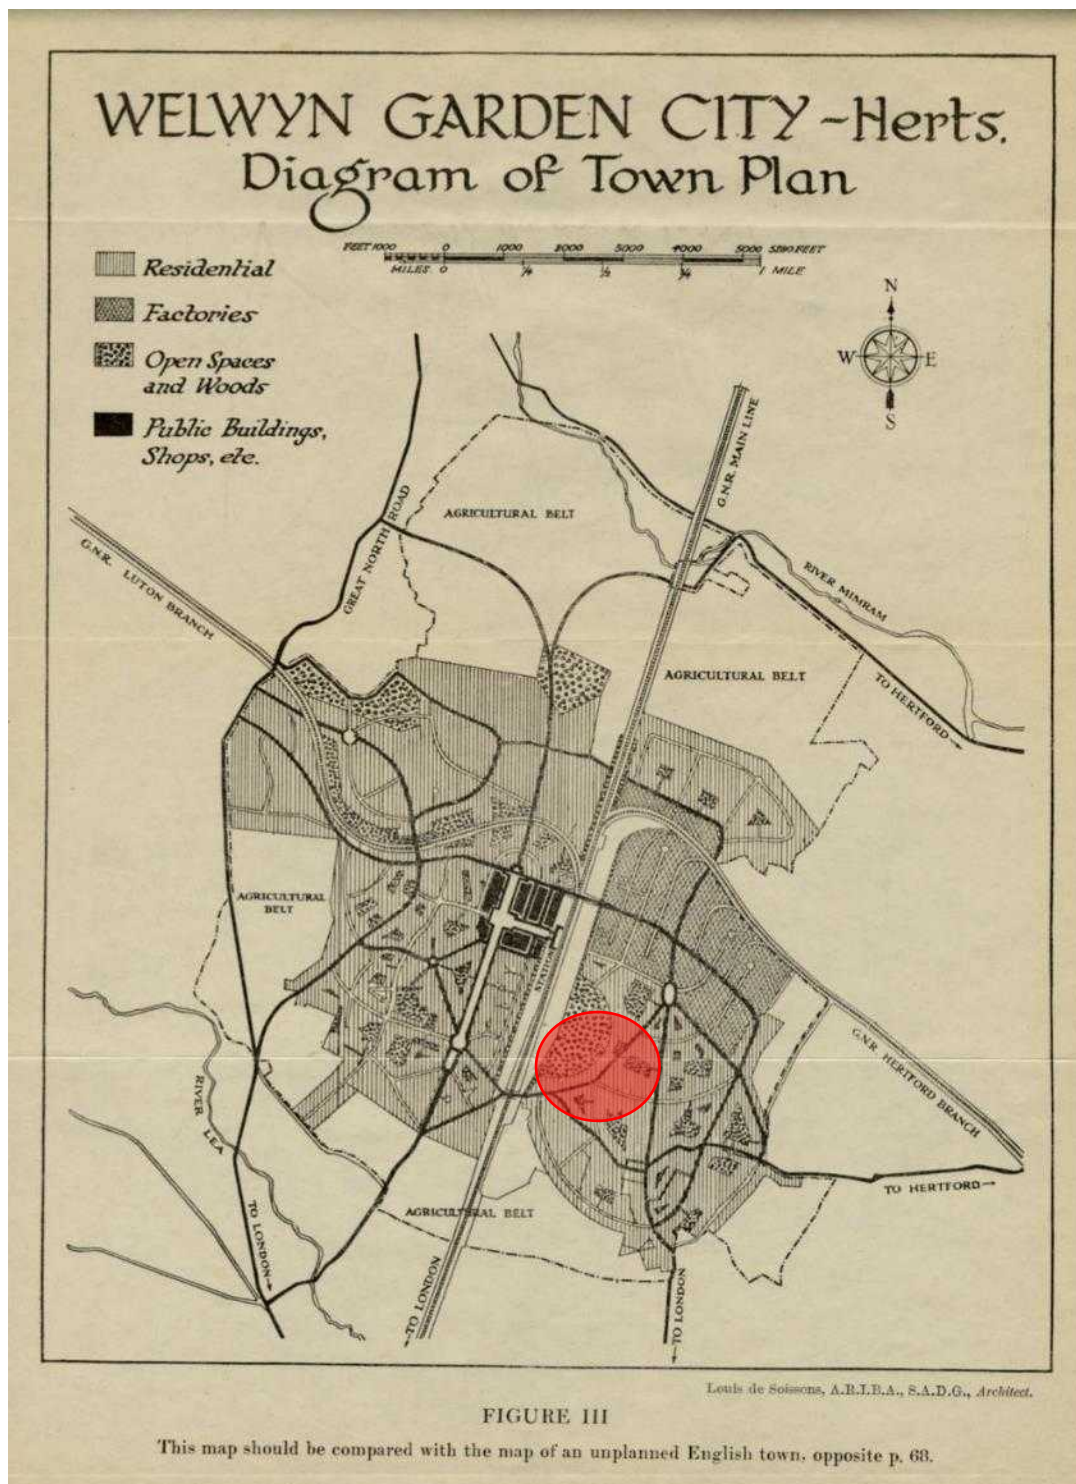 WELWYN GARDEN CITY-Herts.
Diagram of Town Plan
FEET 1000 0 1000 2000 3000 4000 5000 5280 FEET
MILES 0 ¼ ½ ¾ 1 MILE
Residential
Factories
Open Spaces
and Woods
Public Buildings,
Shops, etc.
N
W
E
S
G.N.R. MAIN LINE
AGRICULTURAL BELT
GREAT NORTH ROAD
G.N.R. LUTON BRANCH
RIVER MIMRAM
AGRICULTURAL BELT
TO HERTFORD
AGRICULTURAL
BELT
STATION
G.N.R. HERTFORD BRANCH
RIVER LEA
TO HERTFORD
AGRICULTURAL BELT
TO LONDON
TO LONDON
TO LONDON
Louis de Soissons, A.R.I.B.A., S.A.D.G., Architect.
FIGURE III
This map should be compared with the map of an unplanned English town, opposite p. 68.